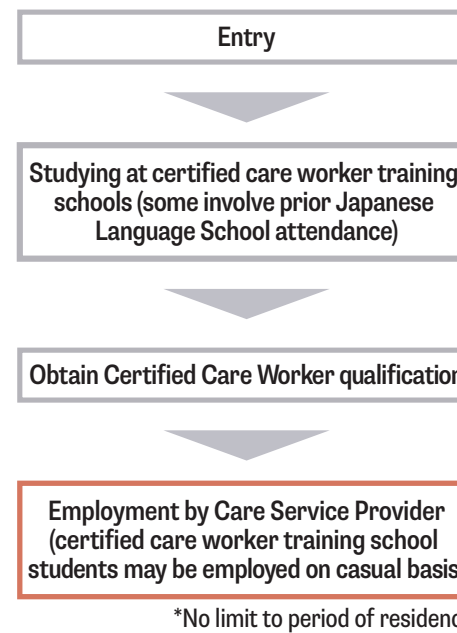 Entry
Studying at certified care worker training
schools (some involve prior Japanese
Language School attendance)
Obtain Certified Care Worker qualification
Employment by Care Service Provider
(certified care worker training school
students may be employed on casual basis
*No limit to period of residenc